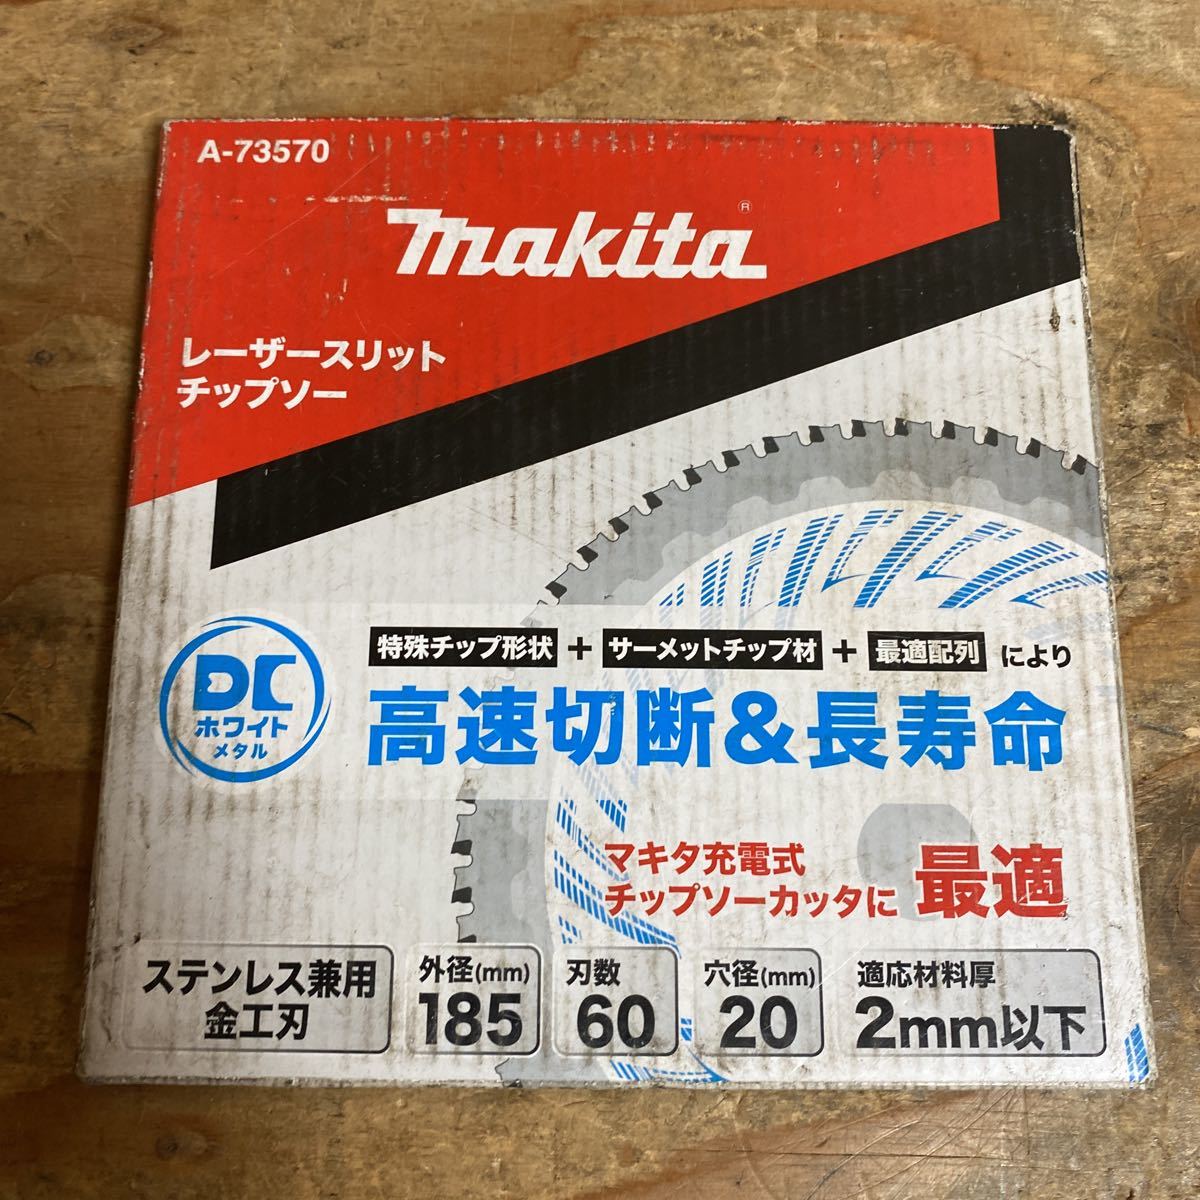 A-73570
makita®
レーザースリット
チップソー
DC
ホワイト
メタル
特殊チップ形状 + サーメットチップ材 + 最適配列 により
高速切断&長寿命
マキタ充電式
チップソーカッタに 最適
ステンレス兼用
金工刃
外径(mm)
185
刃数
60
穴径(mm)
20
適応材料厚
2mm以下